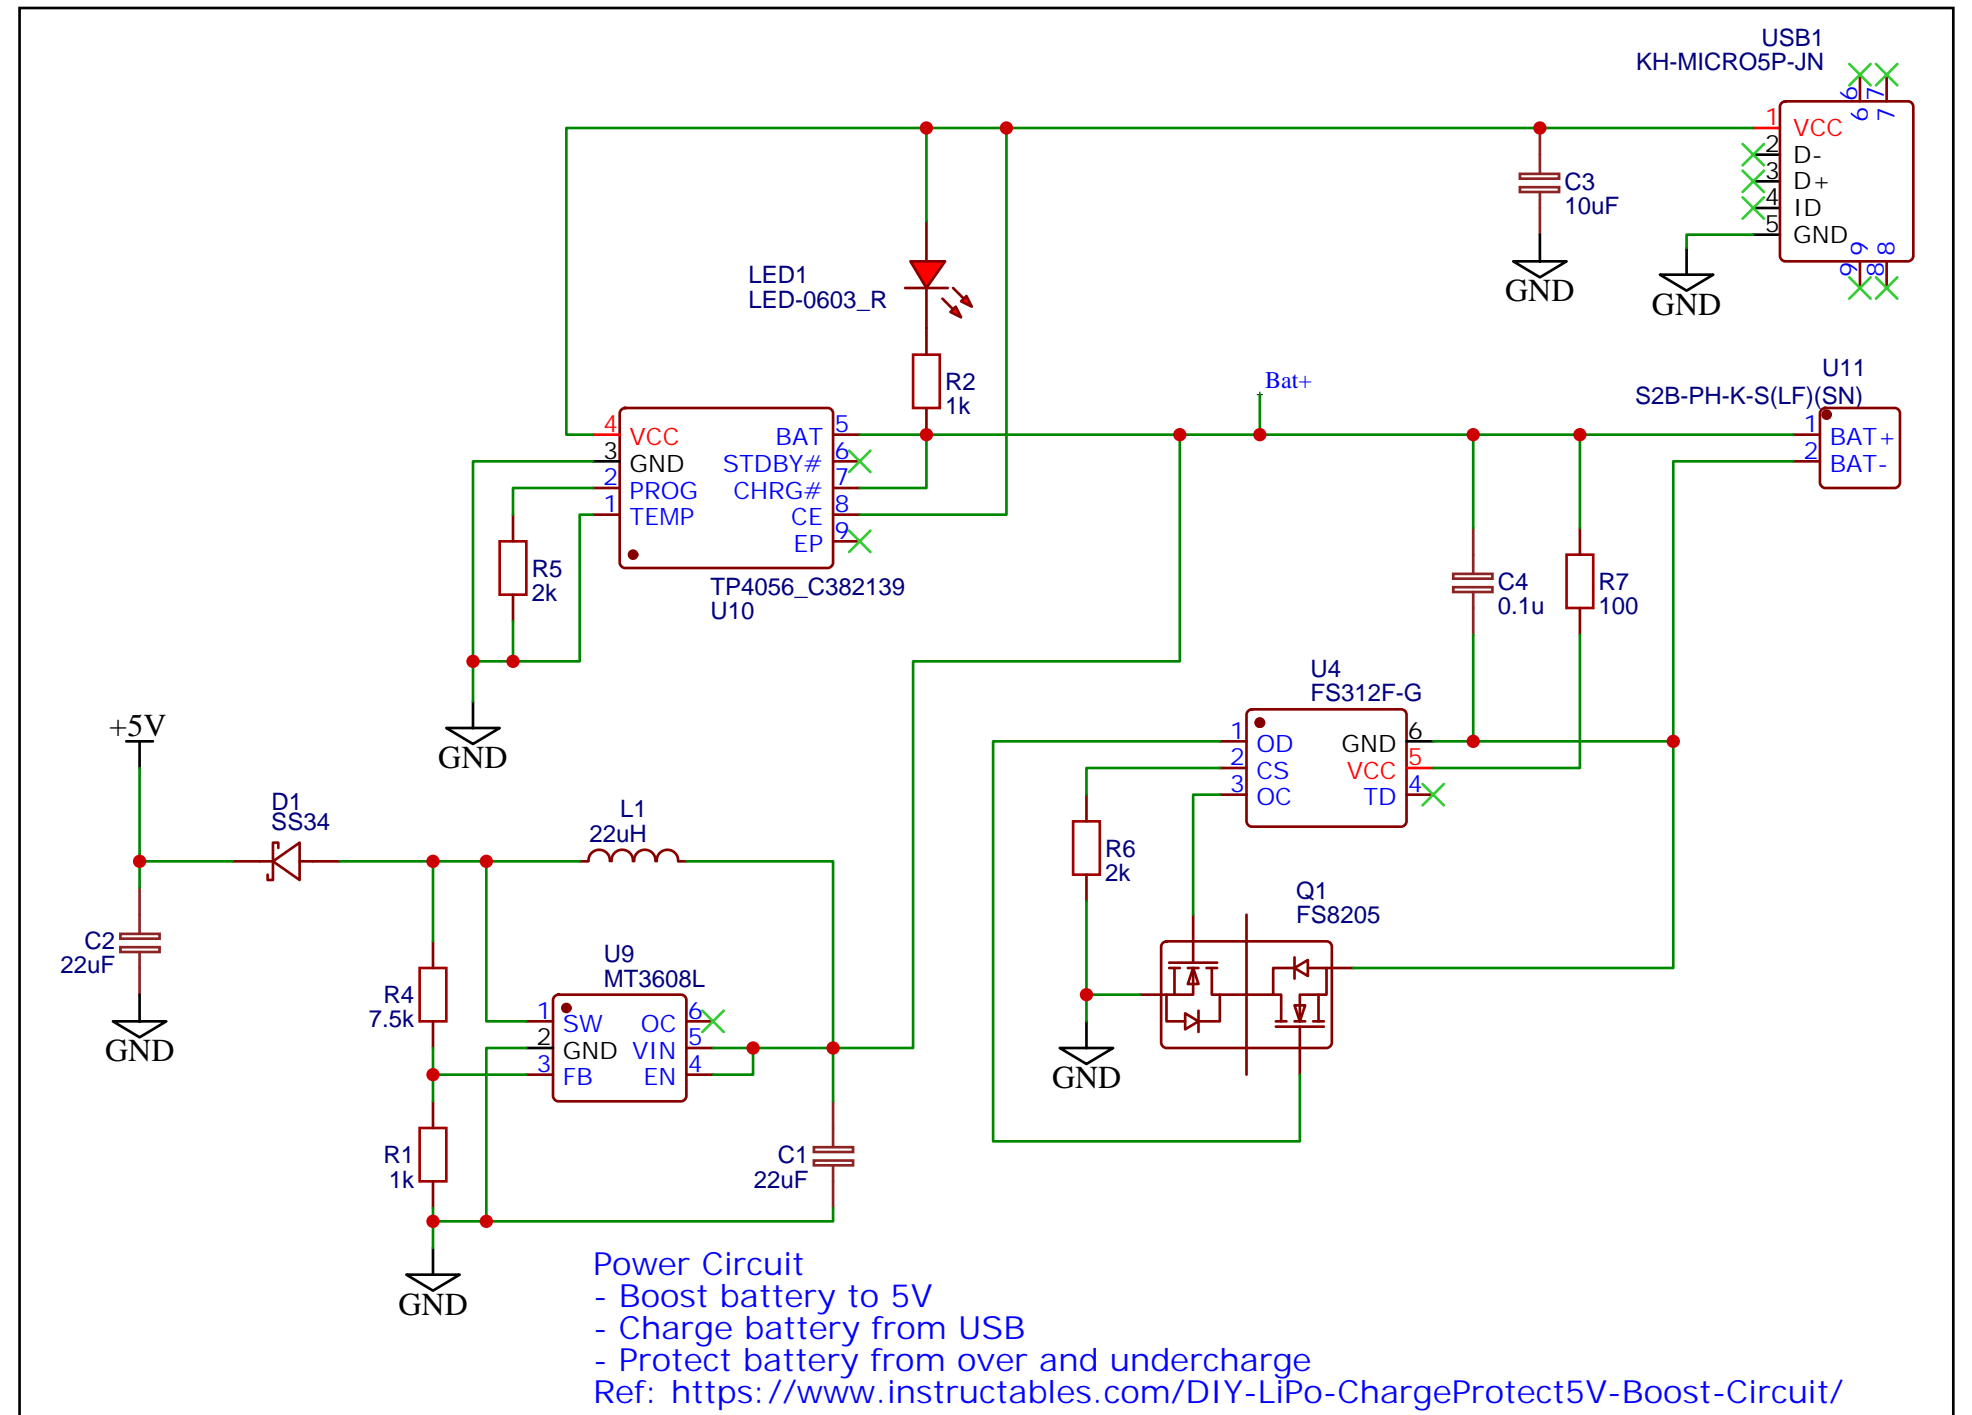 USB1
KH-MICRO5P-JN
6
7
6
7
1
VCC
2
D-
3
D+
4
ID
5
GND
9
8
9
8
C3
10uF
GND
GND
LED1
LED-0603_R
R2
1k
Bat+
U11
S2B-PH-K-S(LF)(SN)
1
BAT+
2
BAT-
4
VCC
3
GND
2
PROG
1
TEMP
BAT
5
STDBY#
6
CHRG#
7
CE
8
EP
9
TP4056_C382139
U10
R5
2k
GND
C4
0.1u
R7
100
U4
FS312F-G
1
OD
2
CS
3
OC
GND
6
VCC
5
TD
4
R6
2k
Q1
FS8205
GND
+5V
D1
SS34
L1
22uH
C2
22uF
GND
R4
7.5k
U9
MT3608L
1
SW
2
GND
3
FB
OC
6
VIN
5
EN
4
R1
1k
C1
22uF
GND
Power Circuit
- Boost battery to 5V
- Charge battery from USB
- Protect battery from over and undercharge
Ref: https://www.instructables.com/DIY-LiPo-ChargeProtect5V-Boost-Circuit/